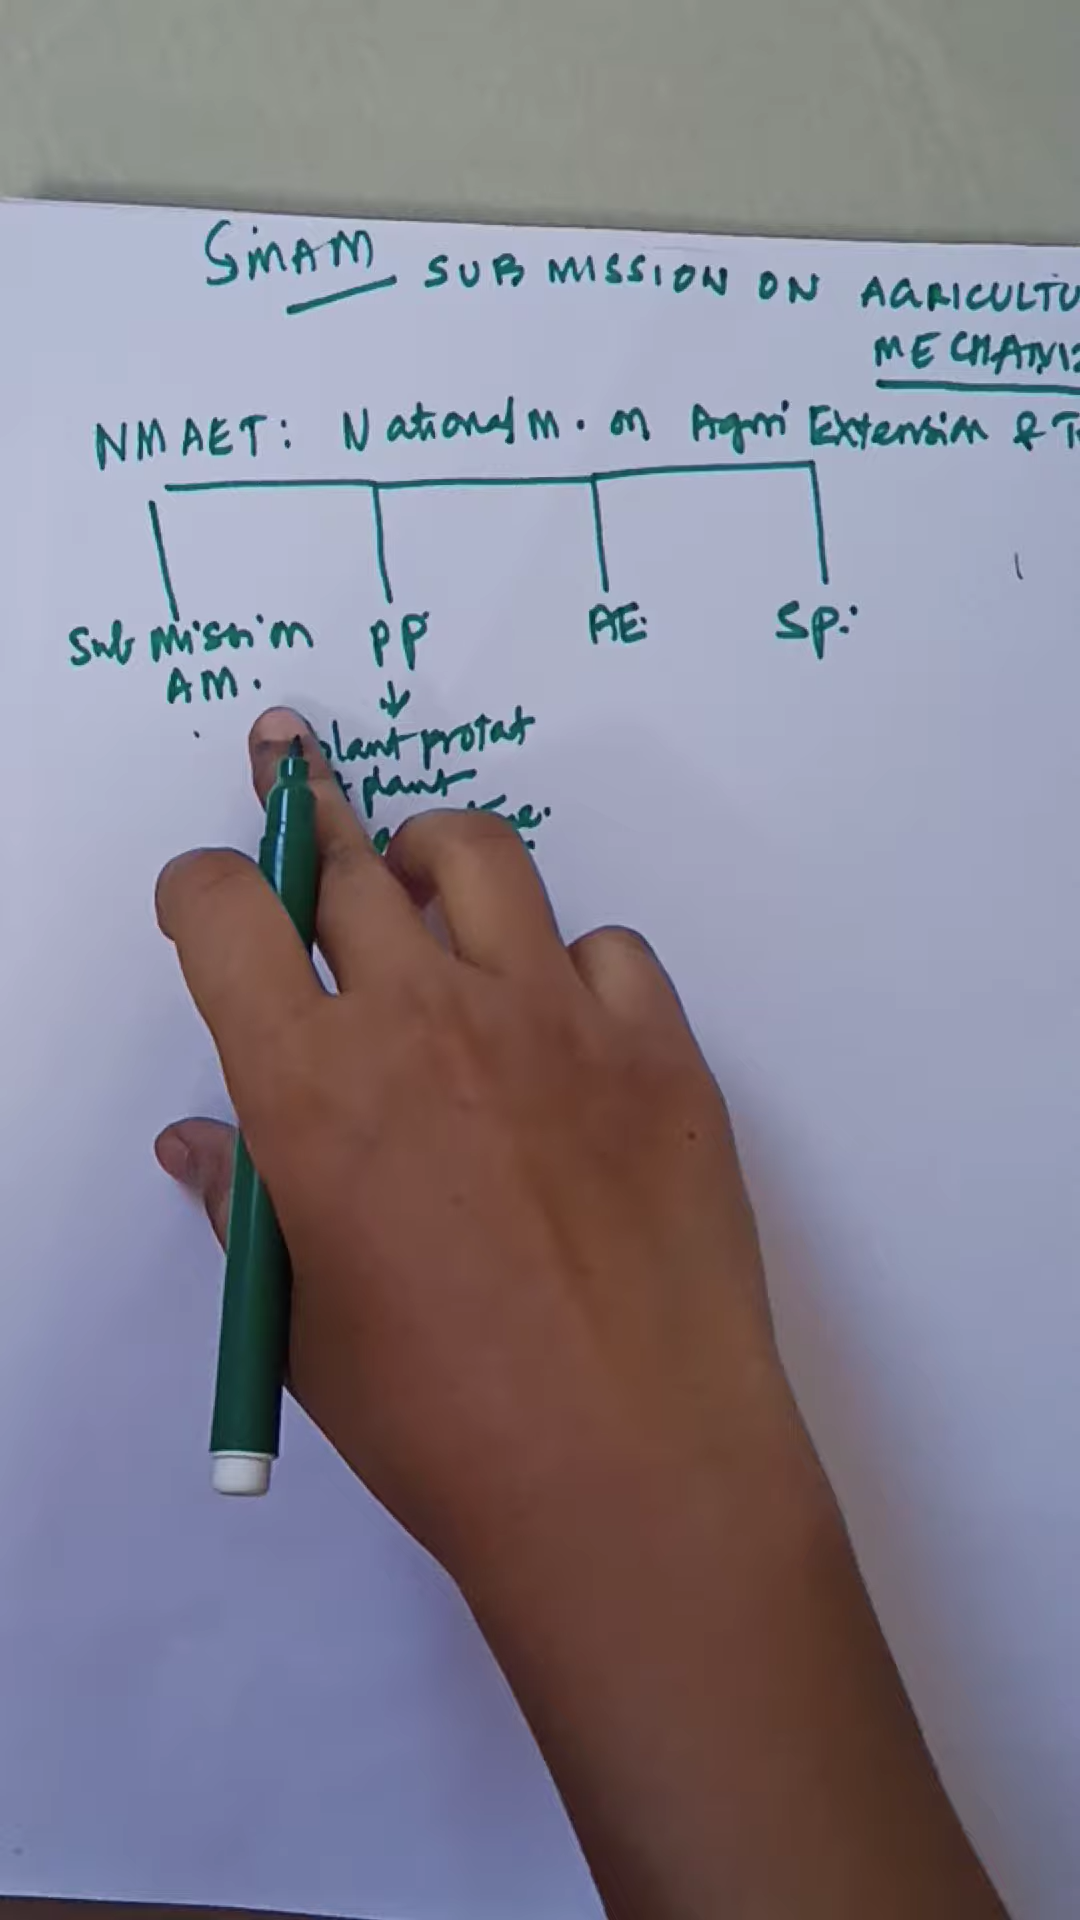 SMAM SUB MISSION ON AGRICULTU
MECHANIZ
NMAET: National M. on Agri Extension & T
Sub Mission PP AE: SP:
AM.
plant protect
plant